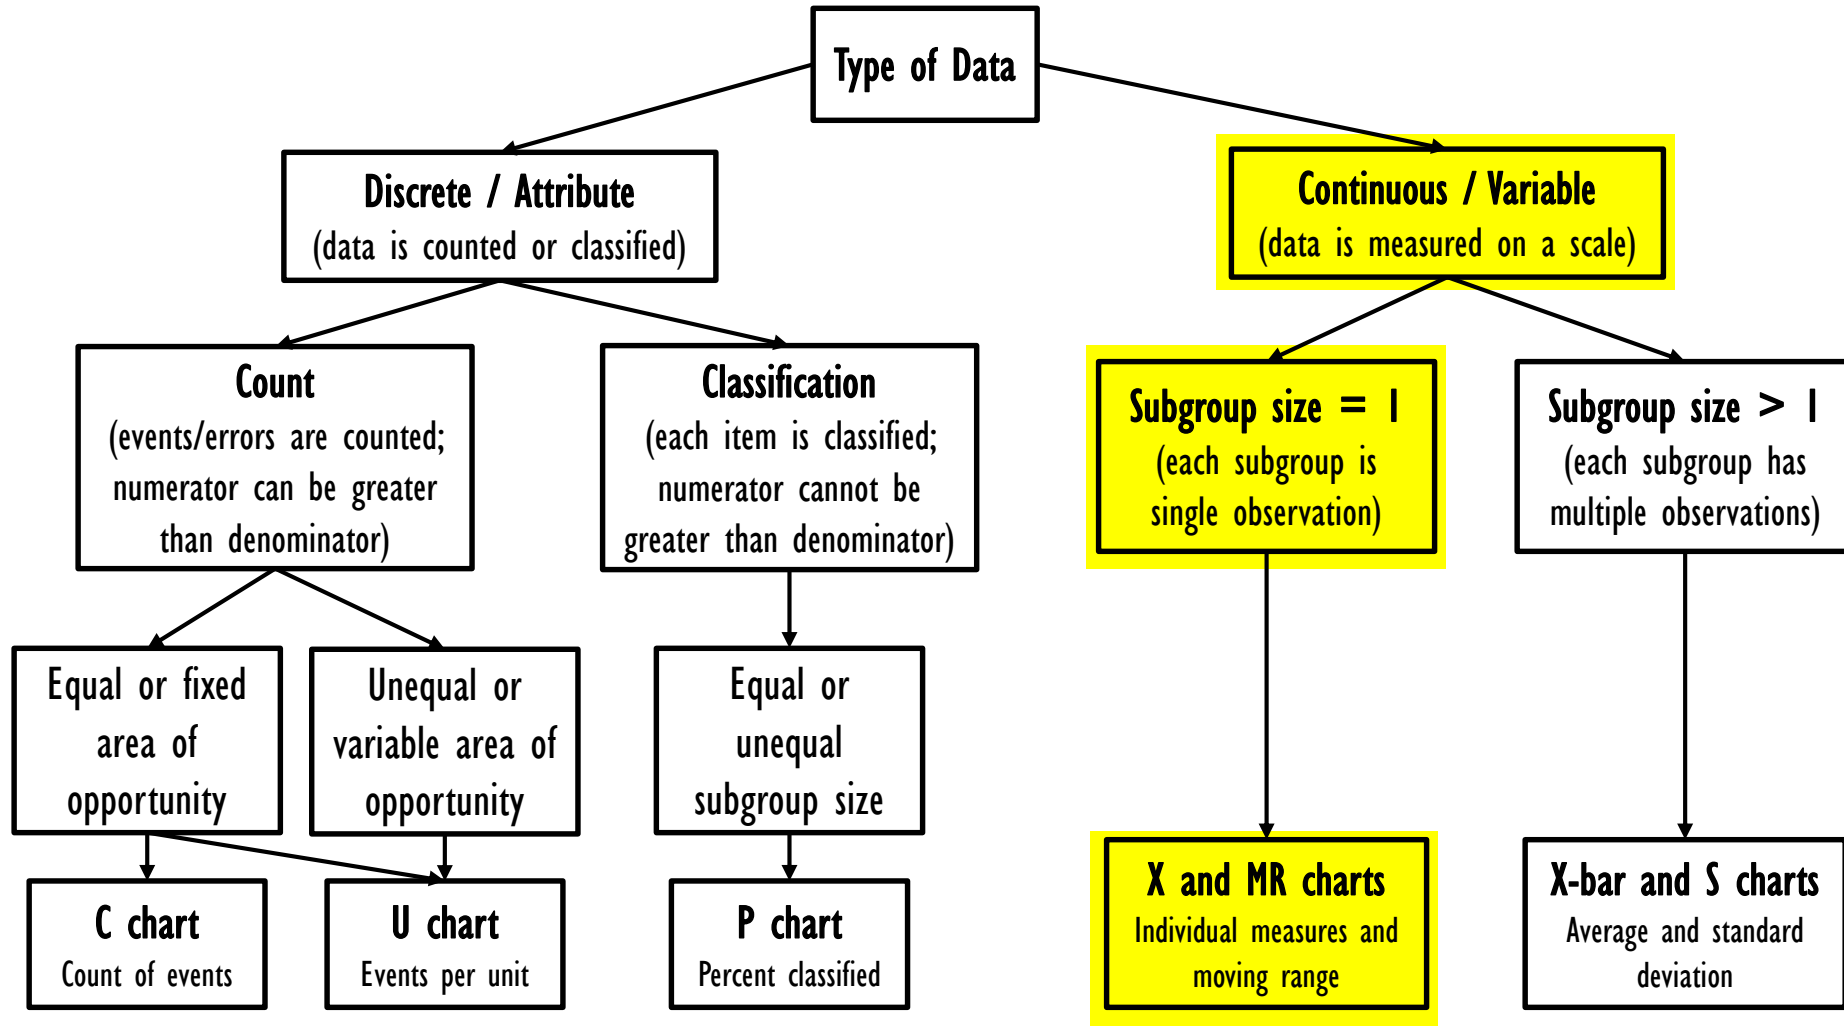 Type of Data
Discrete / Attribute
(data is counted or classified)
Continuous / Variable
(data is measured on a scale)
Count
(events/errors are counted;
numerator can be greater
than denominator)
Classification
(each item is classified;
numerator cannot be
greater than denominator)
Subgroup size = 1
(each subgroup is
single observation)
Subgroup size > 1
(each subgroup has
multiple observations)
Equal or fixed
area of
opportunity
Unequal or
variable area of
opportunity
Equal or
unequal
subgroup size
C chart
Count of events
U chart
Events per unit
P chart
Percent classified
X and MR charts
Individual measures and
moving range
X-bar and S charts
Average and standard
deviation